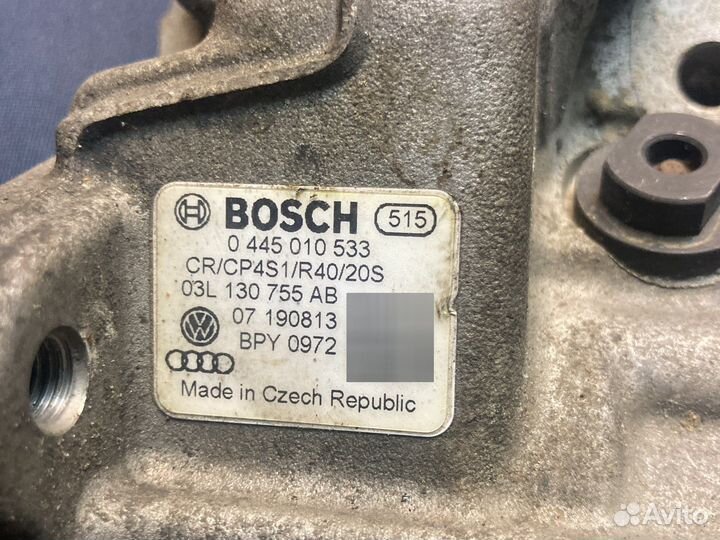 BOSCH 515
0 445 010 533
CR/CP4S1/R40/20S
03L 130 755 AB
07 190813
BPY 0972
Made in Czech Republic
Avito